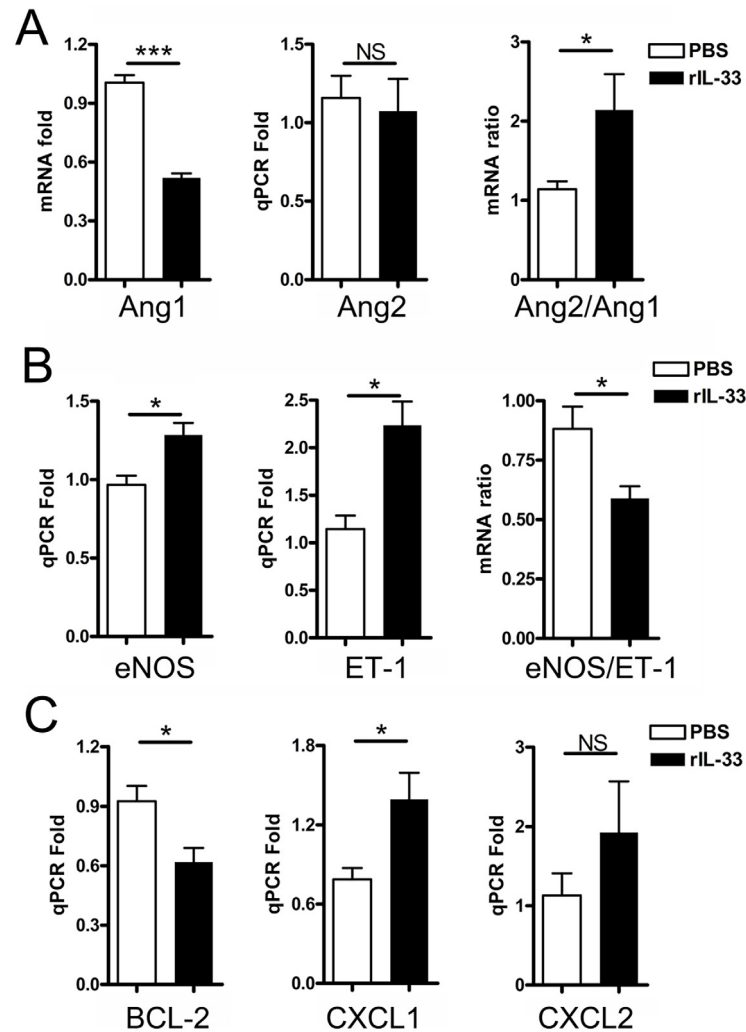 A
1.2
0.9
0.6
0.3
0.0
mRNA fold
***
Ang1
1.5
1.0
0.5
0.0
qPCR Fold
NS
Ang2
3
2
1
0
mRNA ratio
*
Ang2/Ang1
PBS
rIL-33
B
1.5
1.0
0.5
0.0
qPCR Fold
*
eNOS
2.5
2.0
1.5
1.0
0.5
0.0
qPCR Fold
*
ET-1
1.00
0.75
0.50
0.25
0.00
mRNA ratio
*
eNOS/ET-1
PBS
rIL-33
C
1.2
0.9
0.6
0.3
0.0
qPCR Fold
*
BCL-2
1.8
1.2
0.6
0.0
qPCR Fold
*
CXCL1
3
2
1
0
qPCR Fold
NS
CXCL2
PBS
rIL-33